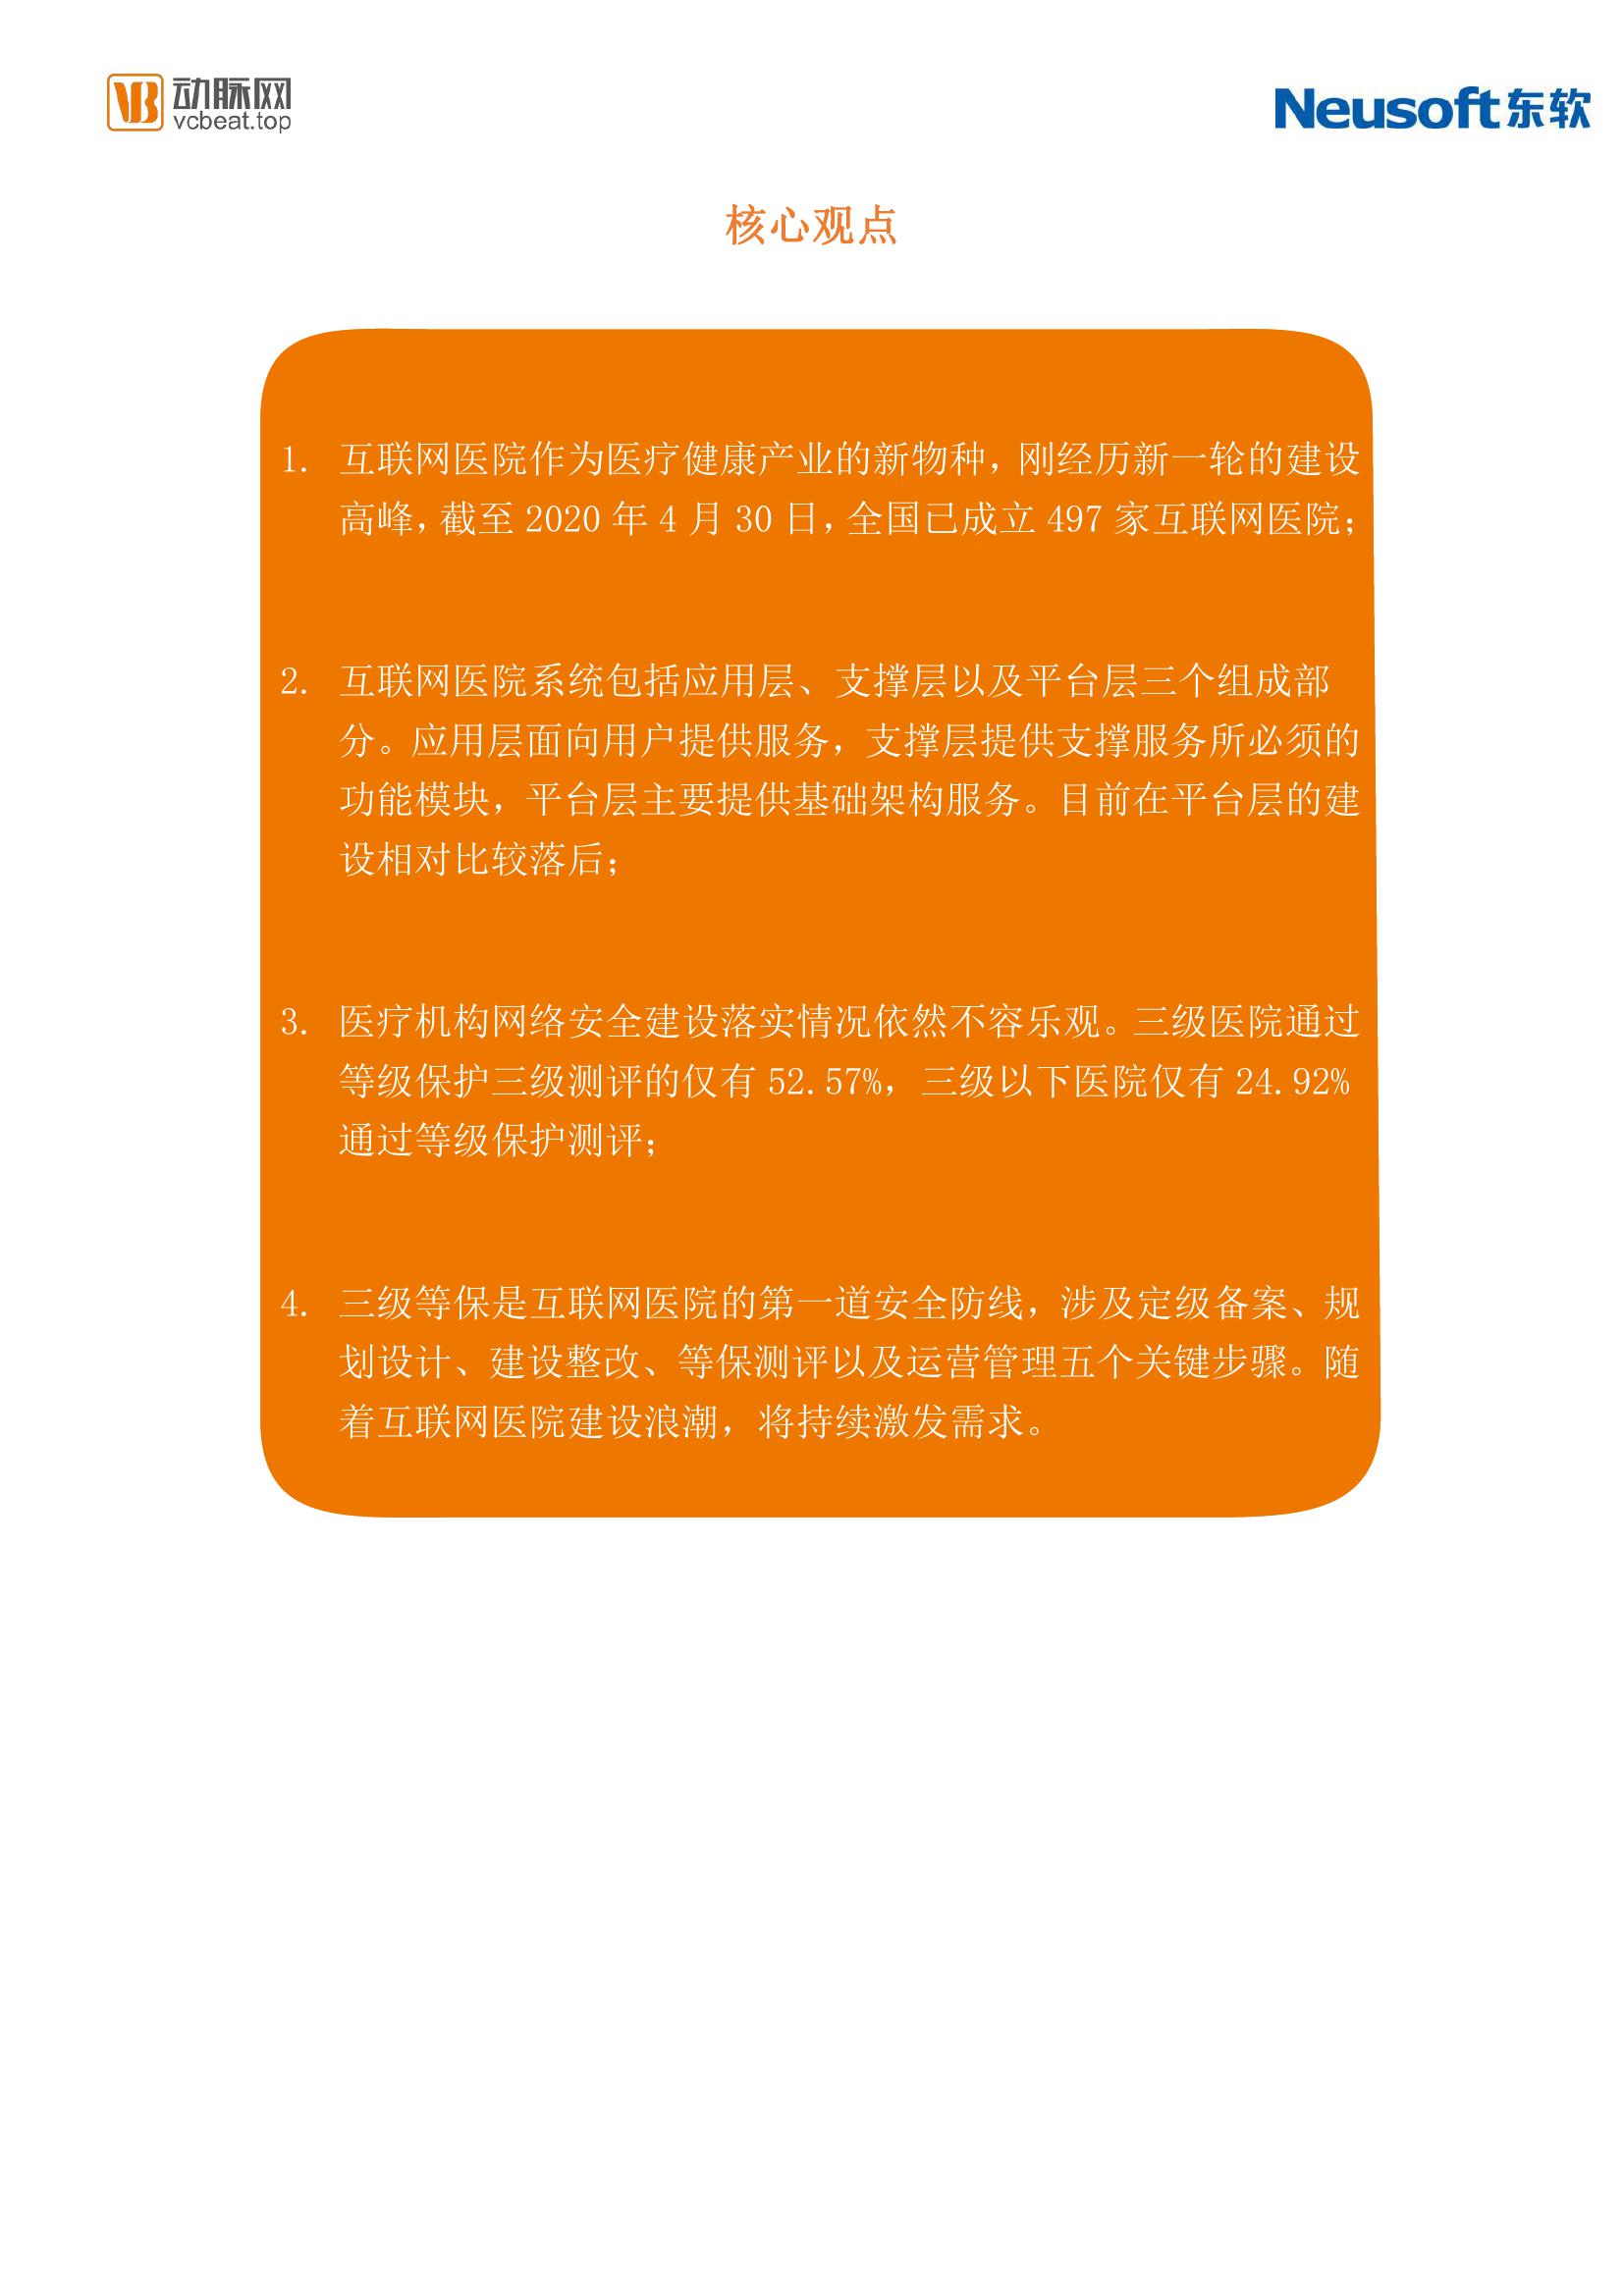 动脉网
vcbeat.top
Neusoft东软
核心观点
1. 互联网医院作为医疗健康产业的新物种，刚经历新一轮的建设
高峰，截至 2020 年 4 月 30 日，全国已成立 497 家互联网医院；
2. 互联网医院系统包括应用层、支撑层以及平台层三个组成部
分。应用层面向用户提供服务，支撑层提供支撑服务所必须的
功能模块，平台层主要提供基础架构服务。目前在平台层的建
设相对比较落后；
3. 医疗机构网络安全建设落实情况依然不容乐观。三级医院通过
等级保护三级测评的仅有 52.57%，三级以下医院仅有 24.92%
通过等级保护测评；
4. 三级等保是互联网医院的第一道安全防线，涉及定级备案、规
划设计、建设整改、等保测评以及运营管理五个关键步骤。随
着互联网医院建设浪潮，将持续激发需求。